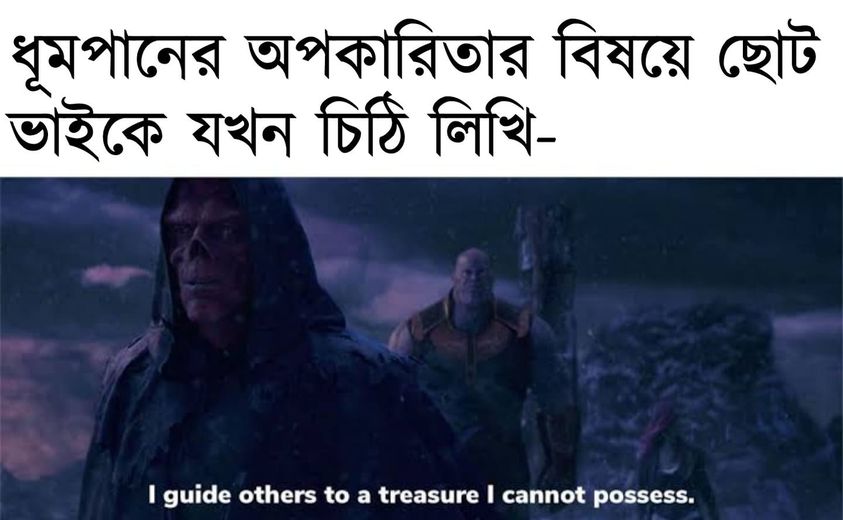 ধূমপানের অপকারিতার বিষয়ে ছোট
ভাইকে যখন চিঠি লিখি-
I guide others to a treasure I cannot possess.